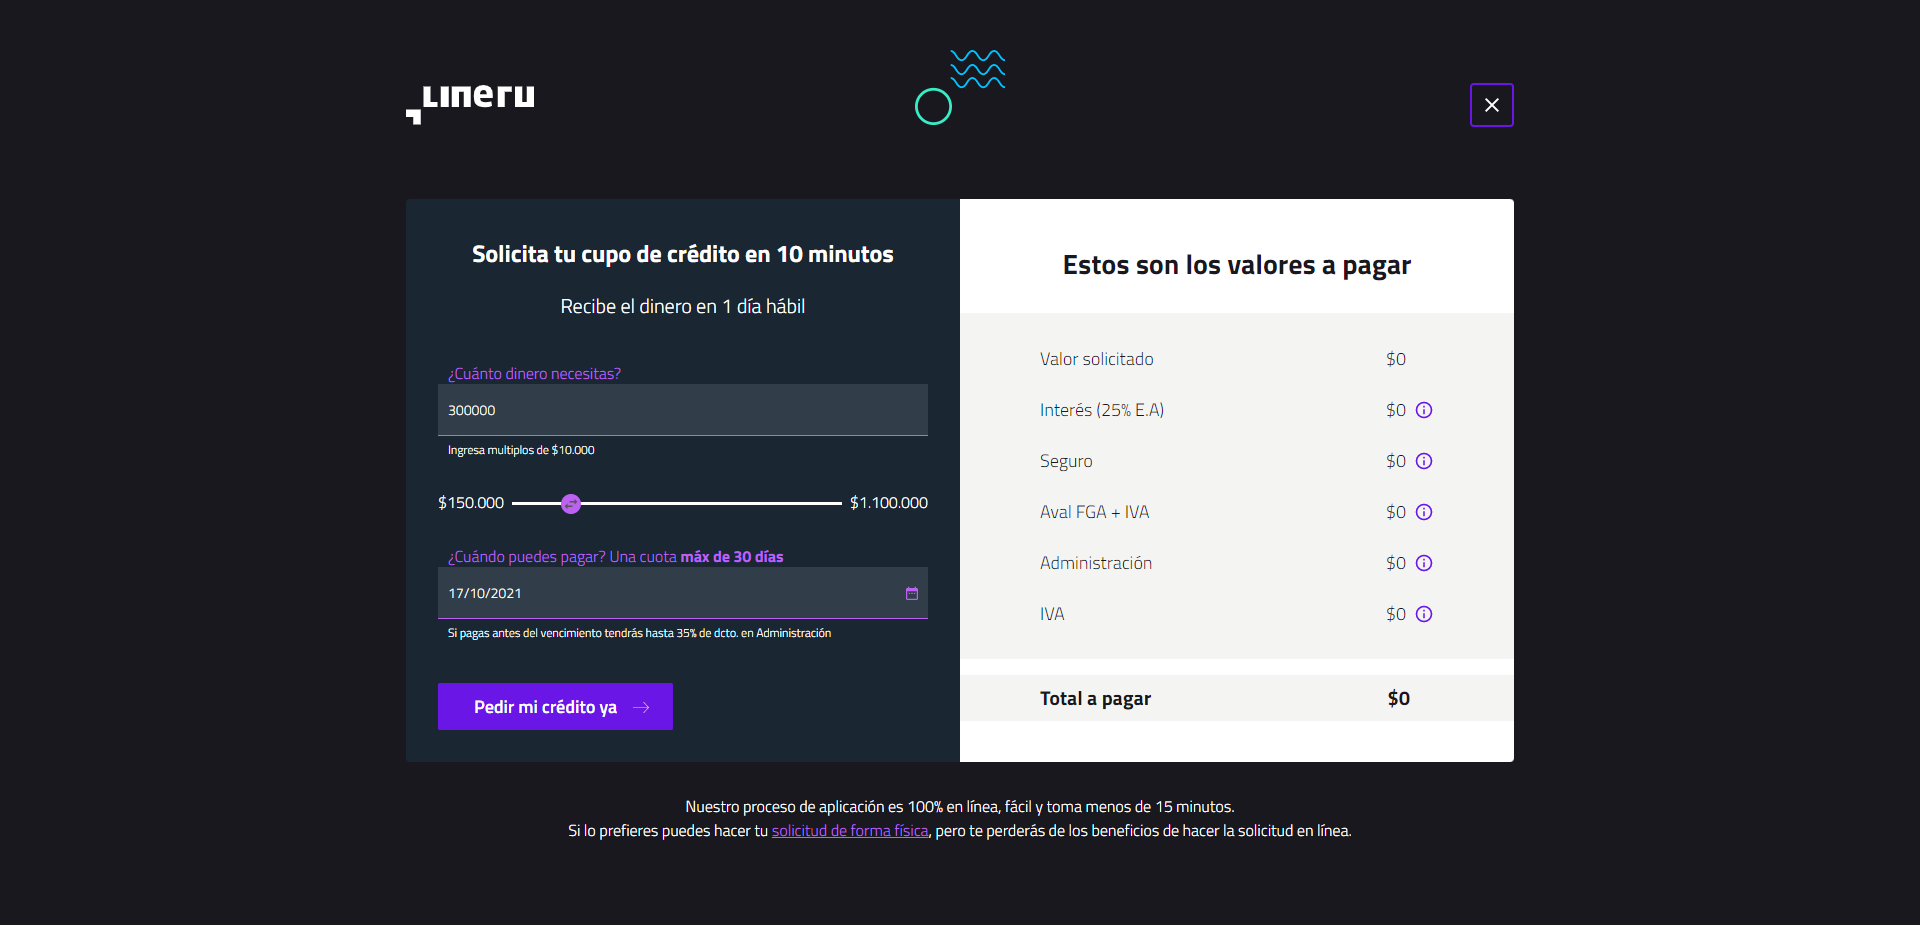 Lineru
Solicita tu cupo de crédito en 10 minutos
Recibe el dinero en 1 día hábil
¿Cuánto dinero necesitas?
300000
Ingresa multiplos de $10.000
$150.000
$1.100.000
¿Cuándo puedes pagar? Una cuota máx de 30 días
17/10/2021
Si pagas antes del vencimiento tendrás hasta 35% de dcto. en Administración
Pedir mi crédito ya
Estos son los valores a pagar
Valor solicitado $0
Interés (25% E.A) $0
Seguro $0
Aval FGA + IVA $0
Administración $0
IVA $0
Total a pagar $0
Nuestro proceso de aplicación es 100% en línea, fácil y toma menos de 15 minutos.
Si lo prefieres puedes hacer tu solicitud de forma física, pero te perderás de los beneficios de hacer la solicitud en línea.